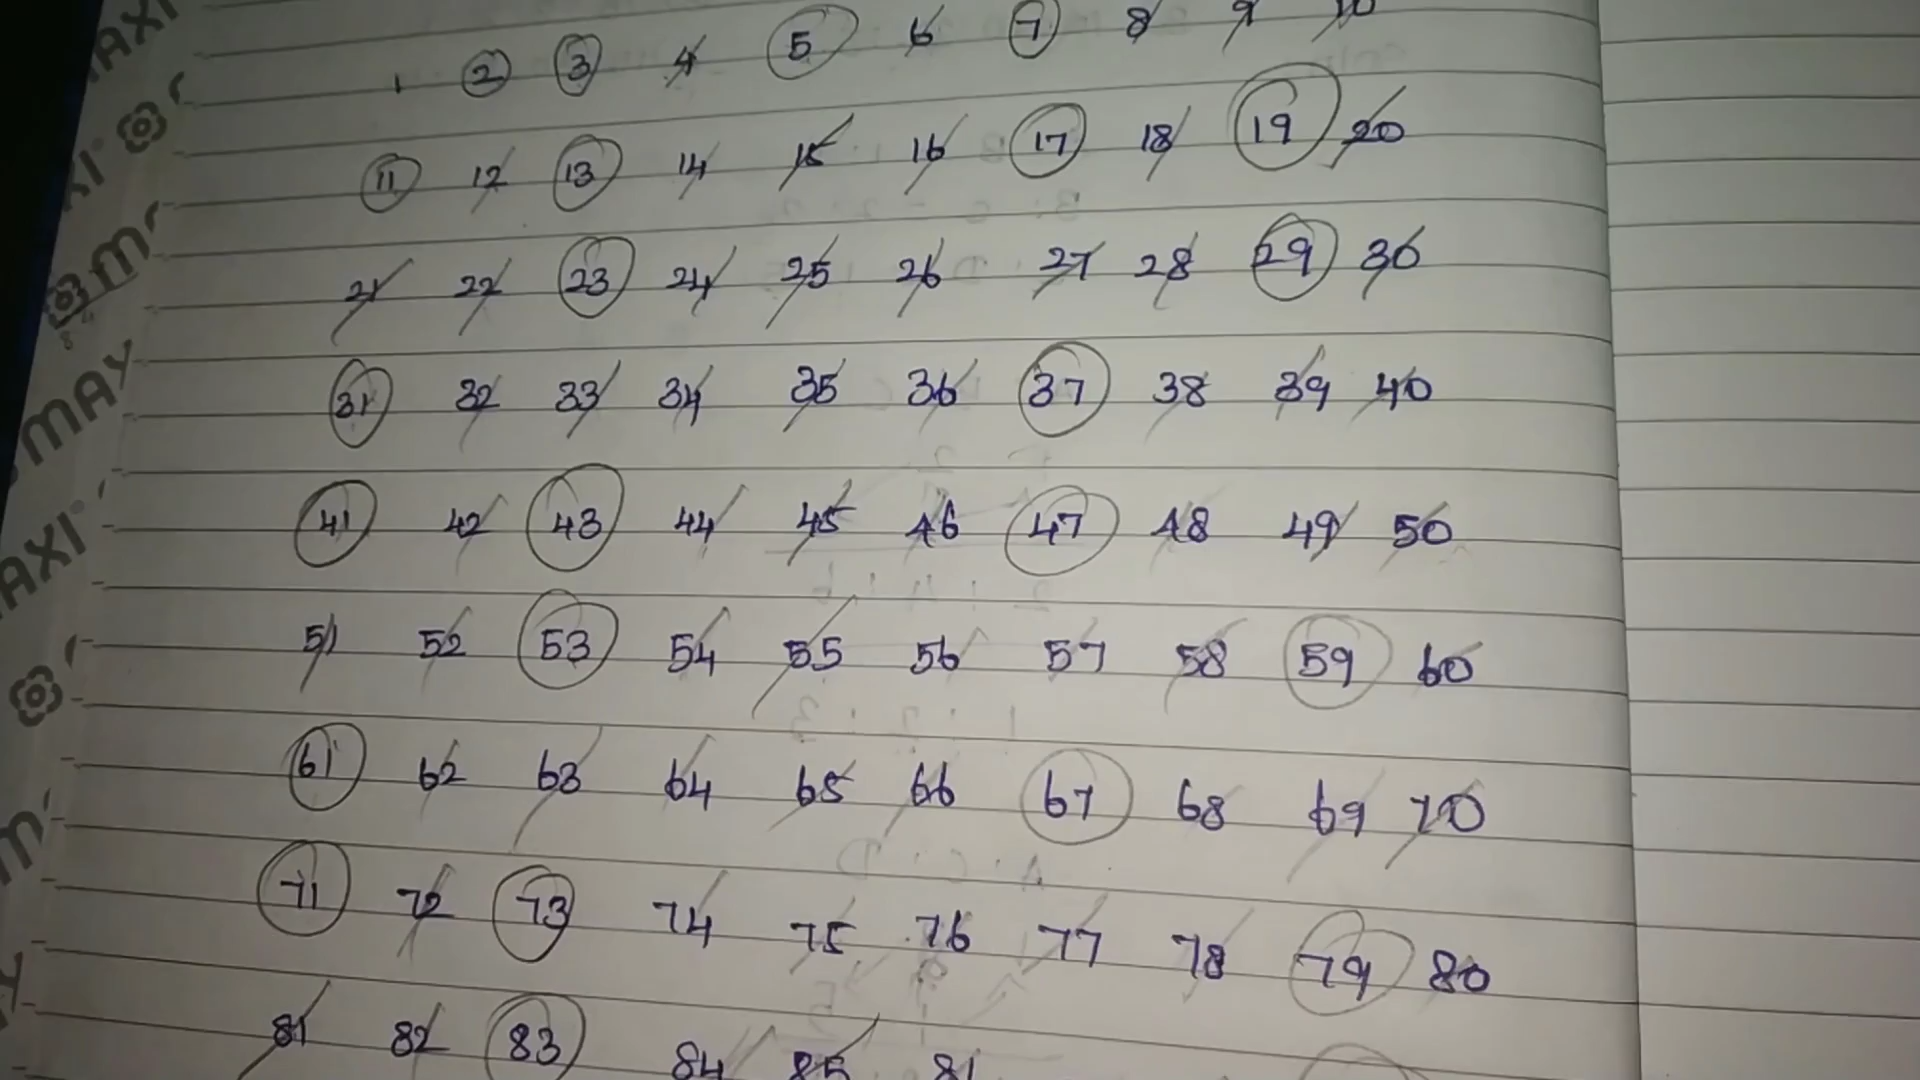 1 2 3 4 5 6 7 8 9 10
11 12 13 14 15 16 17 18 19 20
21 22 23 24 25 26 27 28 29 30
31 32 33 34 35 36 37 38 39 40
41 42 43 44 45 46 47 48 49 50
51 52 53 54 55 56 57 58 59 60
61 62 63 64 65 66 67 68 69 70
71 72 73 74 75 76 77 78 79 80
81 82 83 84 85